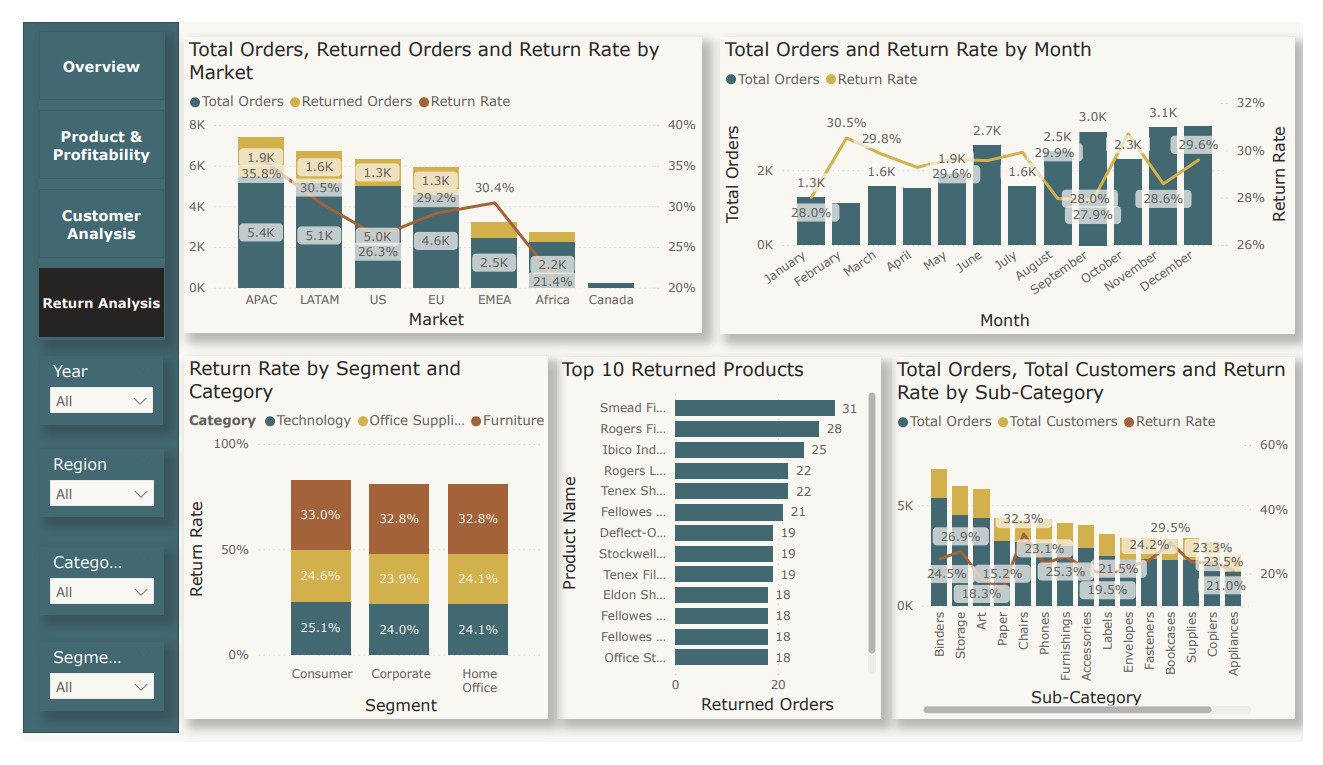 Overview
Product &
Profitability
Customer
Analysis
Return Analysis
Year
All
Region
All
Catego...
All
Segme...
All
Total Orders, Returned Orders and Return Rate by
Market
Total Orders Returned Orders Return Rate
8K 40%
6K 35%
4K 30%
2K 25%
0K 20%
1.9K 1.6K 1.3K 1.3K
35.8% 30.5% 29.2% 30.4%
5.4K 5.1K 5.0K 4.6K 2.5K 2.2K
26.3% 21.4%
APAC LATAM US EU EMEA Africa Canada
Market
Total Orders and Return Rate by Month
Total Orders Return Rate
Total Orders
2K
0K
32%
30%
28%
26%
Return Rate
1.3K 1.6K 1.9K 2.7K 1.6K 2.5K 3.0K 2.3K 3.1K
28.0% 30.5% 29.8% 29.6% 29.9% 28.0% 27.9% 28.6% 29.6%
January February March April May June July August September October November December
Month
Return Rate by Segment and
Category
Category Technology Office Suppli... Furniture
Return Rate
100%
50%
0%
33.0% 32.8% 32.8%
24.6% 23.9% 24.1%
25.1% 24.0% 24.1%
Consumer Corporate Home
Office
Segment
Top 10 Returned Products
Product Name
Smead Fi... 31
Rogers Fi... 28
Ibico Ind... 25
Rogers L... 22
Tenex Sh... 22
Fellowes ... 21
Deflect-O... 19
Stockwell... 19
Tenex Fil... 19
Eldon Sh... 18
Fellowes ... 18
Fellowes ... 18
Office St... 18
0 20
Returned Orders
Total Orders, Total Customers and Return
Rate by Sub-Category
Total Orders Total Customers Return Rate
5K
0K
60%
40%
20%
24.5% 26.9% 18.3% 15.2% 32.3% 23.1% 25.3% 19.5% 21.5% 24.2% 29.5% 23.3% 23.5% 21.0%
Binders Storage Art Paper Chairs Phones Furnishings Accessories Labels Envelopes Fasteners Bookcases Supplies Copiers Appliances
Sub-Category